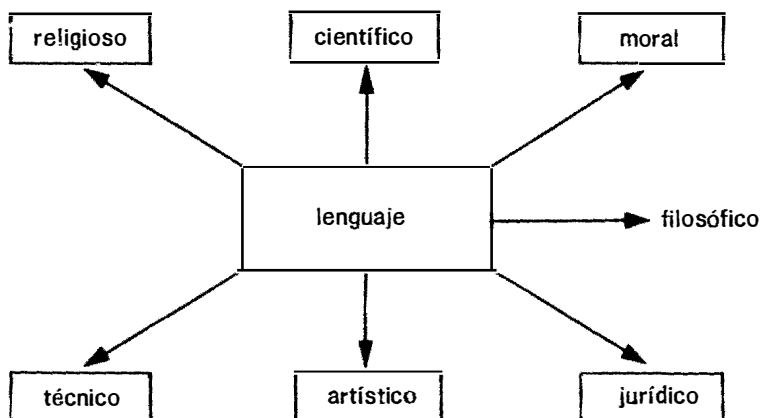 religioso
científico
moral
lenguaje
filosófico
técnico
artístico
jurídico